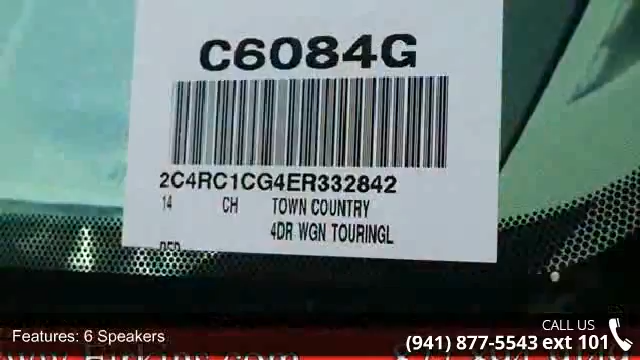 C6084G
2C4RC1CG4ER332842
14 CH TOWN COUNTRY
4DR WGN TOURINGL
RED
Features: 6 Speakers
CALL US
(941) 877-5543 ext 101